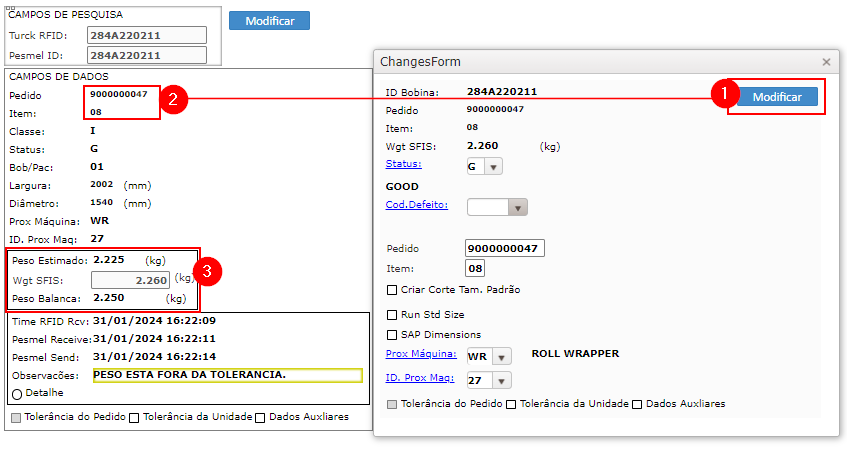 CAMPOS DE PESQUISA
Turck RFID: 284A220211
Pesmel ID: 284A220211
Modificar
CAMPOS DE DADOS
Pedido 9000000047
Item: 08
Classe: I
Status: G
Bob/Pac: 01
Largura: 2002 (mm)
Diâmetro: 1540 (mm)
Prox Máquina: WR
ID. Prox Maq: 27
Peso Estimado: 2.225 (kg)
Wgt SFIS: 2.260 (kg)
Peso Balanca: 2.250 (kg)
Time RFID Rcv: 31/01/2024 16:22:09
Pesmel Receive: 31/01/2024 16:22:11
Pesmel Send: 31/01/2024 16:22:14
Observacões: PESO ESTA FORA DA TOLERANCIA.
Detalhe
Tolerância do Pedido Tolerância da Unidade Dados Auxliares
2
3
ChangesForm ×
ID Bobina: 284A220211
1
Modificar
Pedido 9000000047
Item: 08
Wgt SFIS: 2.260 (kg)
Status: G
GOOD
Cod.Defeito:
Pedido 9000000047
Item: 08
Criar Corte Tam. Padrão
Run Std Size
SAP Dimensions
Prox Máquina: WR ROLL WRAPPER
ID. Prox Maq: 27
Tolerância do Pedido Tolerância da Unidade Dados Auxliares